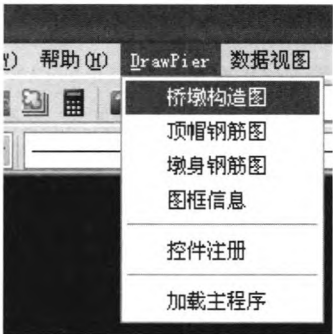 帮助(H) DrawPier 数据视图
桥墩构造图
顶帽钢筋图
墩身钢筋图
图框信息
控件注册
加载主程序